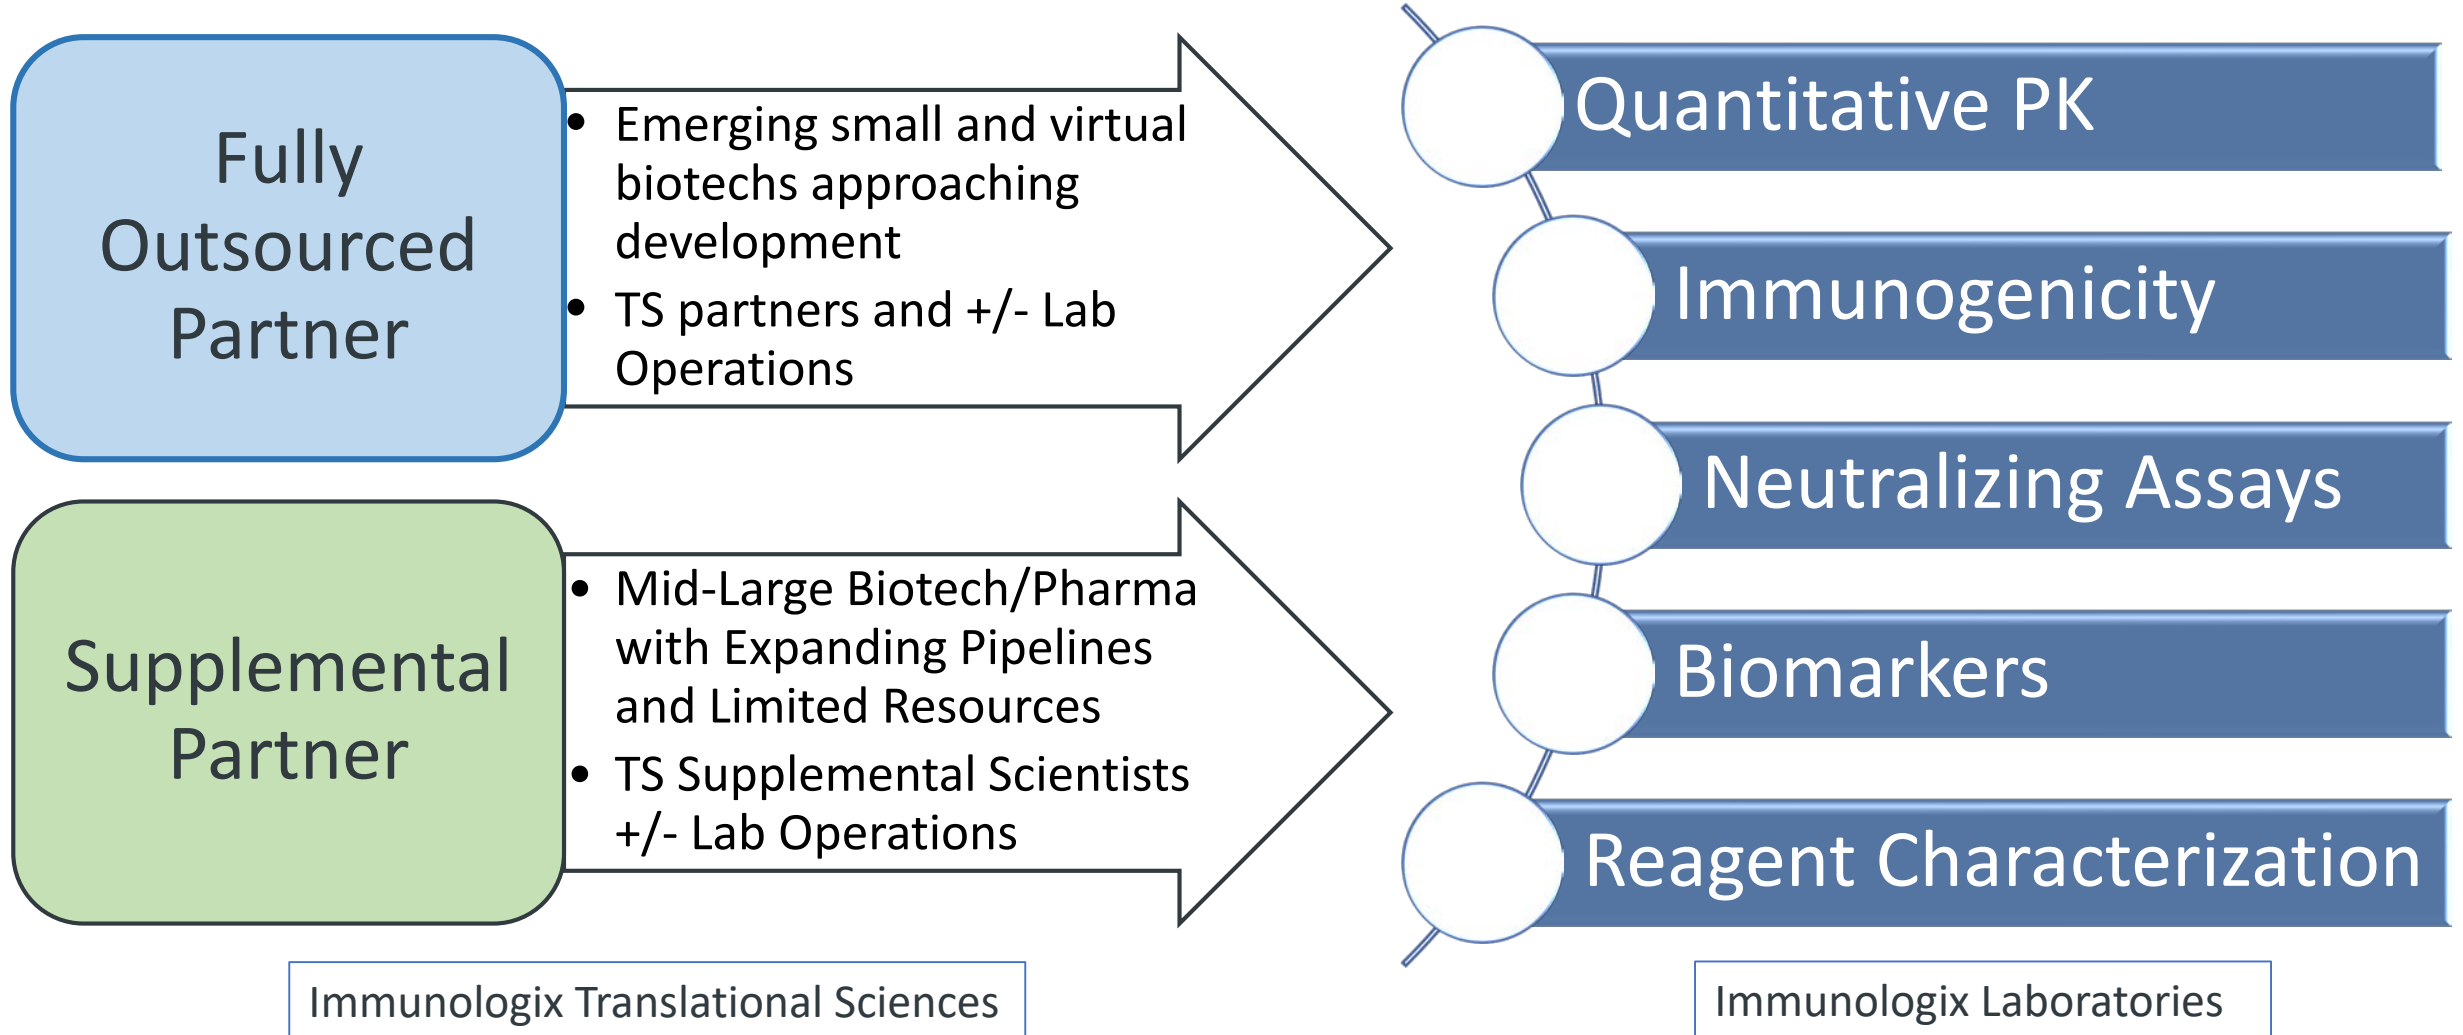 Fully
Outsourced
Partner
• Emerging small and virtual
biotechs approaching
development
• TS partners and +/- Lab
Operations
Supplemental
Partner
• Mid-Large Biotech/Pharma
with Expanding Pipelines
and Limited Resources
• TS Supplemental Scientists
+/- Lab Operations
Immunologix Translational Sciences
Quantitative PK
Immunogenicity
Neutralizing Assays
Biomarkers
Reagent Characterization
Immunologix Laboratories